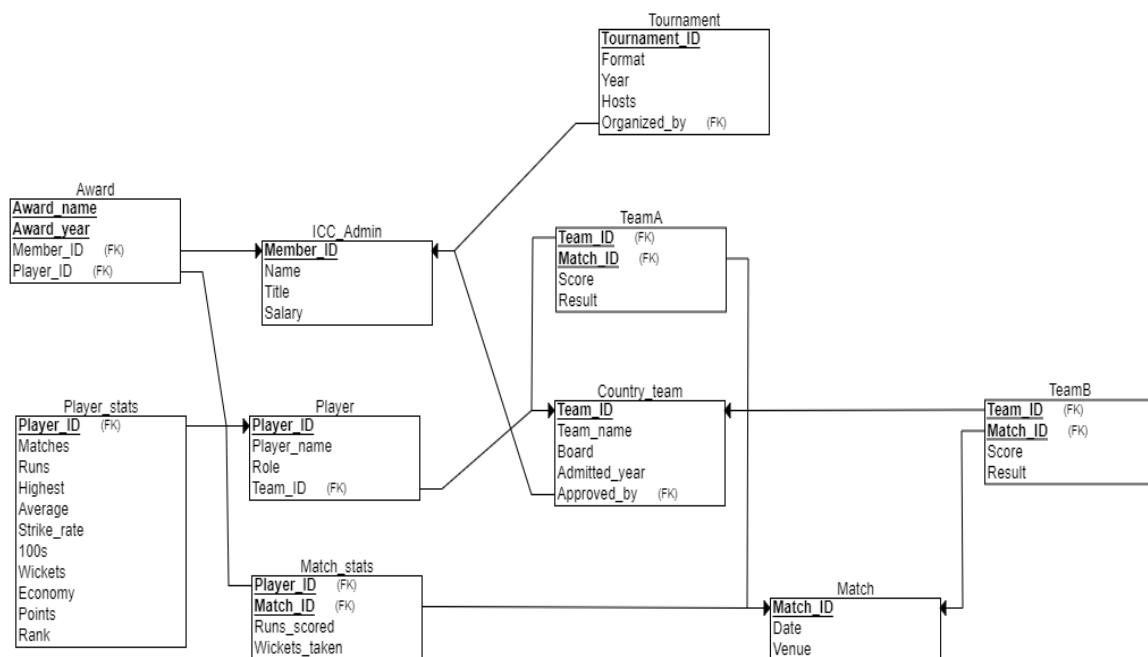 Tournament
Tournament_ID
Format
Year
Hosts
Organized_by (FK)
Award
Award_name
Award_year
Member_ID (FK)
Player_ID (FK)
ICC_Admin
Member_ID
Name
Title
Salary
TeamA
Team_ID (FK)
Match_ID (FK)
Score
Result
Player_stats
Player_ID (FK)
Matches
Runs
Highest
Average
Strike_rate
100s
Wickets
Economy
Points
Rank
Player
Player_ID
Player_name
Role
Team_ID (FK)
Country_team
Team_ID
Team_name
Board
Admitted_year
Approved_by (FK)
TeamB
Team_ID (FK)
Match_ID (FK)
Score
Result
Match_stats
Player_ID (FK)
Match_ID (FK)
Runs_scored
Wickets_taken
Match
Match_ID
Date
Venue